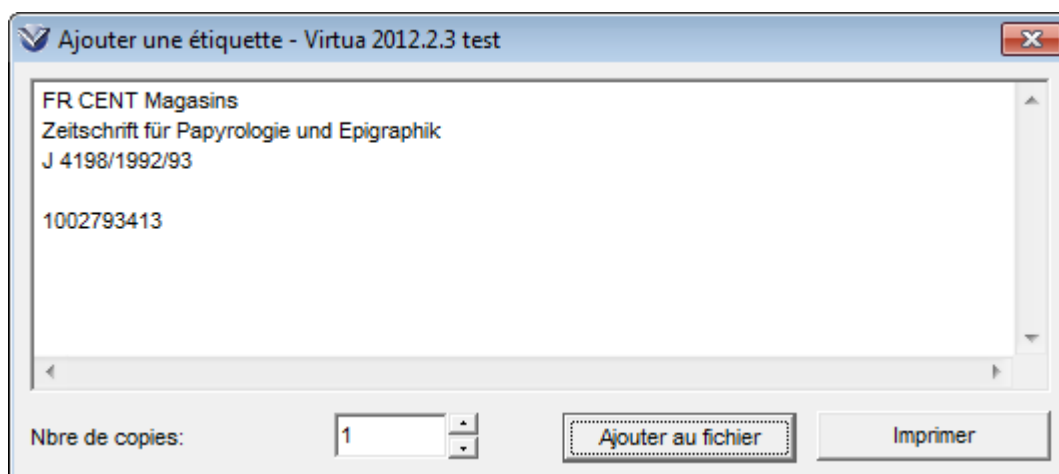 Ajouter une étiquette - Virtua 2012.2.3 test
FR CENT Magasins
Zeitschrift für Papyrologie und Epigraphik
J 4198/1992/93
1002793413
Nbre de copies: 1 Ajouter au fichier Imprimer